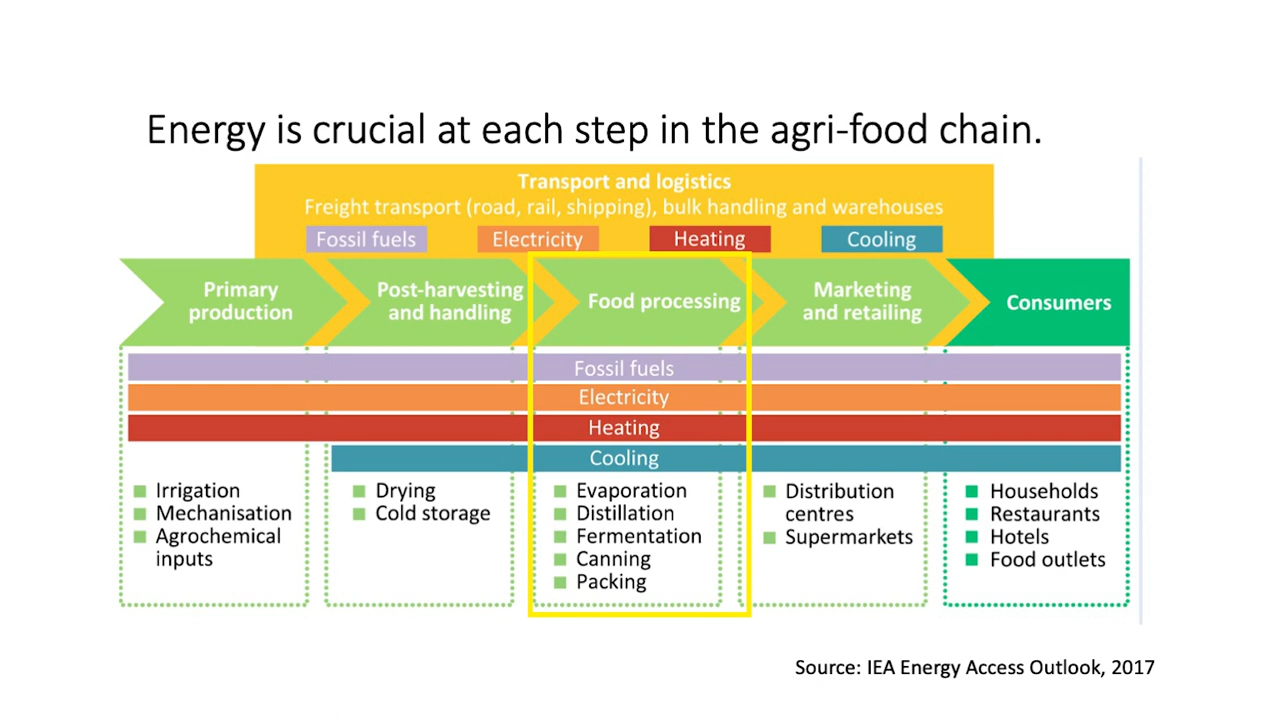 Energy is crucial at each step in the agri-food chain.
Transport and logistics
Freight transport (road, rail, shipping), bulk handling and warehouses
Fossil fuels
Electricity
Heating
Cooling
Primary
production
Post-harvesting
and handling
Food processing
Marketing
and retailing
Consumers
Fossil fuels
Electricity
Heating
Cooling
Irrigation
Mechanisation
Agrochemical
inputs
Drying
Cold storage
Evaporation
Distillation
Fermentation
Canning
Packing
Distribution
centres
Supermarkets
Households
Restaurants
Hotels
Food outlets
Source: IEA Energy Access Outlook, 2017